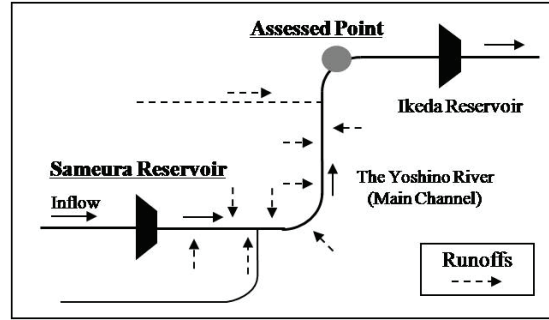 Assessed Point
Ikeda Reservoir
Sameura Reservoir
Inflow
The Yoshino River
(Main Channel)
Runoffs